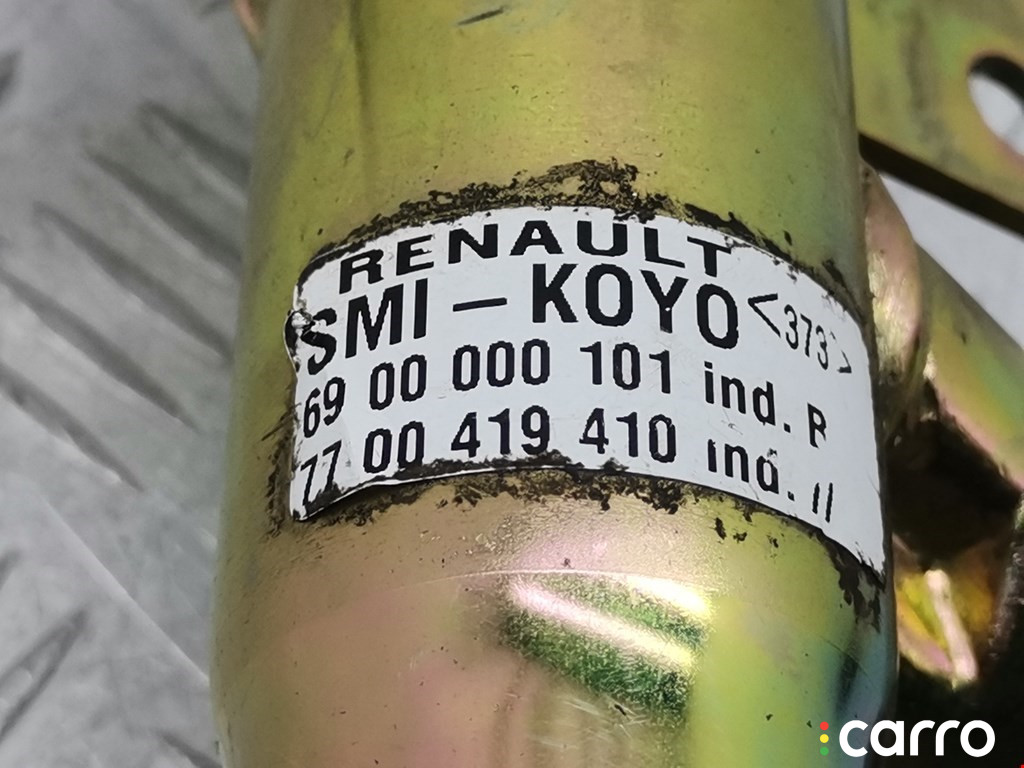 RENAULT
SMI-KOYO <373>
69 00 000 101 ind.
77 00 419 410 ind.
carro